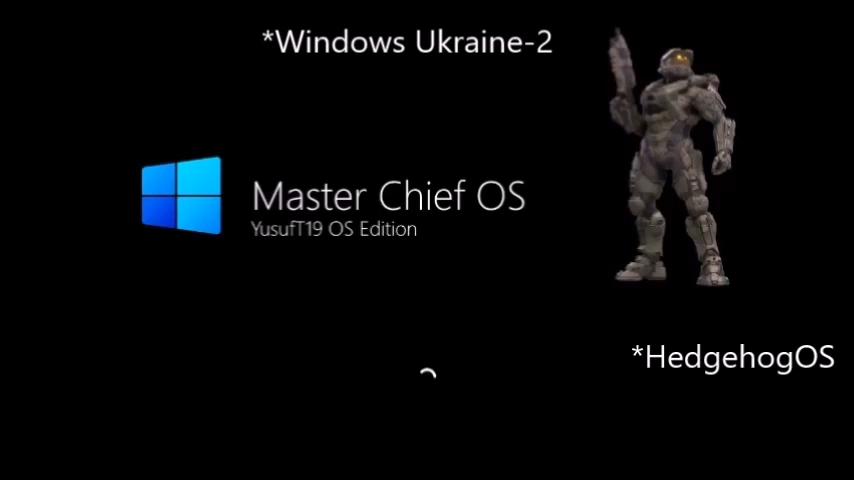 *Windows Ukraine-2
Master Chief OS
YusufT19 OS Edition
*HedgehogOS